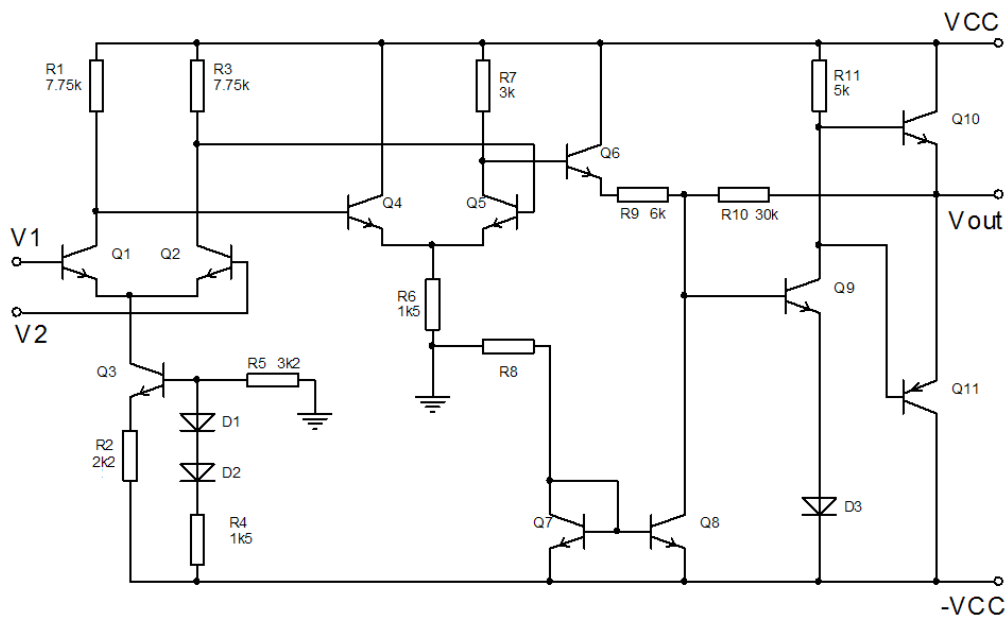 VCC
R1
7.75k
R3
7.75k
R7
3k
R11
5k
Q10
Q6
Q4
Q5
R9 6k
R10 30k
Vout
V1
Q1
Q2
V2
R6
1k5
Q9
Q3
R5 3k2
R8
Q11
D1
R2
2k2
D2
R4
1k5
Q7
Q8
D3
-VCC